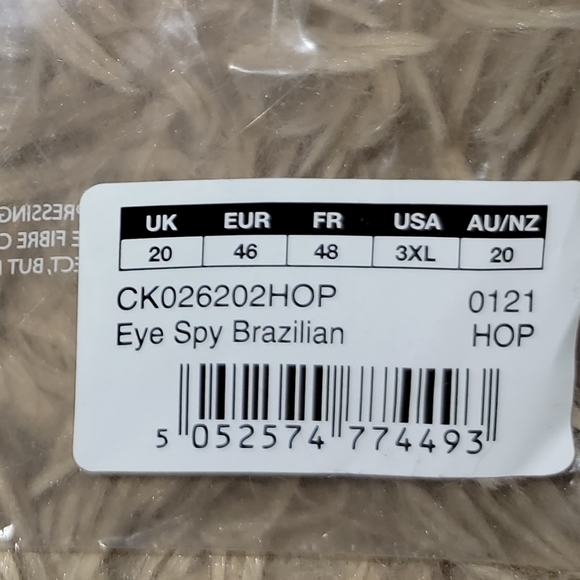 UK EUR FR USA AU/NZ
20 46 48 3XL 20
CK026202HOP 0121
Eye Spy Brazilian HOP
5 052574 774493
RESSING
FIBRE
ECT, BUT